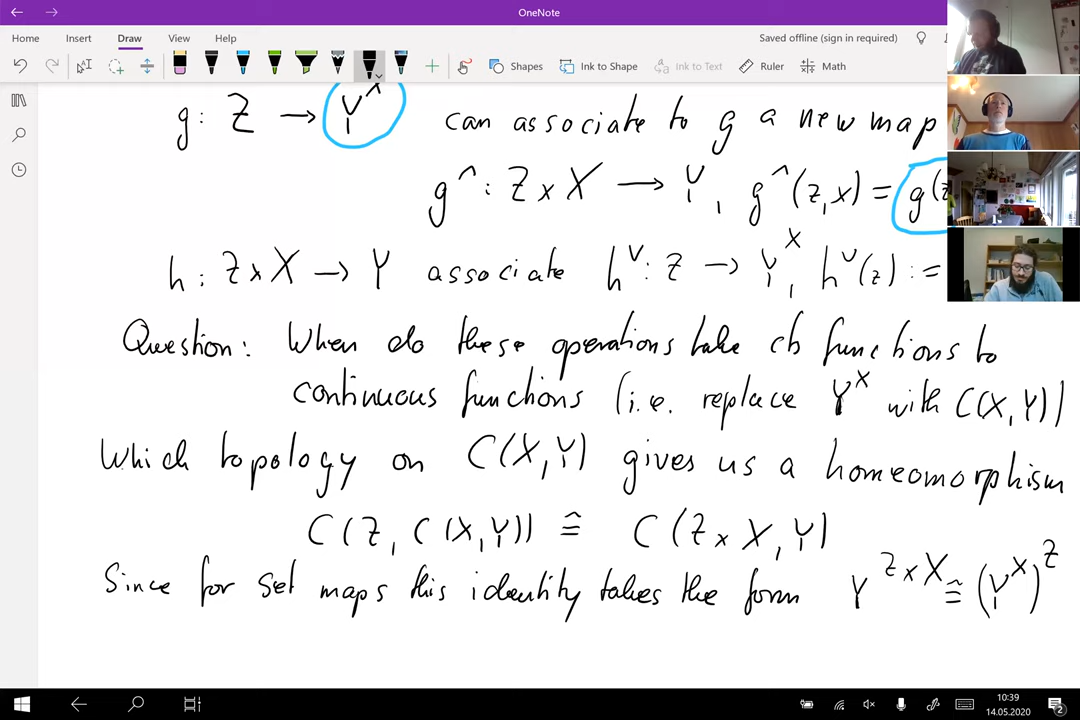 OneNote
Home Insert Draw View Help Saved offline (sign in required)
Shapes Ink to Shape Ink to Text Ruler Math
g: Z → Y^X can associate to g a new map
g^: Z × X → Y, g^(z,x) = g(z
h: Z × X → Y associate h^v: Z → Y^X, h^v(z) :=
Question: When do these operations take cts functions to
continuous functions (i.e. replace Y^X with C(X,Y))
Which topology on C(X,Y) gives us a homeomorphism
C(Z, C(X,Y)) ≅ C(Z × X, Y)
Since for set maps this identity takes the form Y^{Z × X} ≅ (Y^X)^Z
10:39
14.05.2020
2